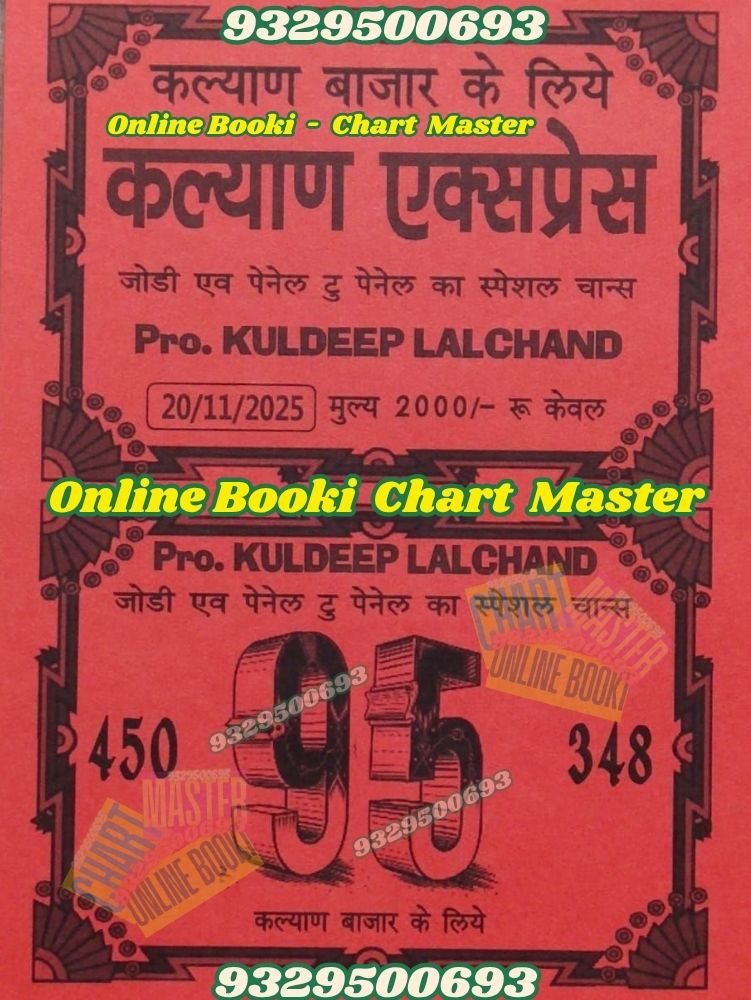 9329500693
कल्याण बाजार के लिये
Online Booki - Chart Master
कल्याण एक्सप्रेस
जोडी एव पेनेल टु पेनेल का स्पेशल चान्स
Pro. KULDEEP LALCHAND
20/11/2025 मुल्य 2000/- रू केवल
Online Booki Chart Master
Pro. KULDEEP LALCHAND
जोडी एव पेनेल टु पेनेल का स्पेशल चान्स
CHART MASTER
ONLINE BOOKI
9329500693
450 95 348
9329500693
9329500693
CHART MASTER
ONLINE BOOKI
कल्याण बाजार के लिये
9329500693